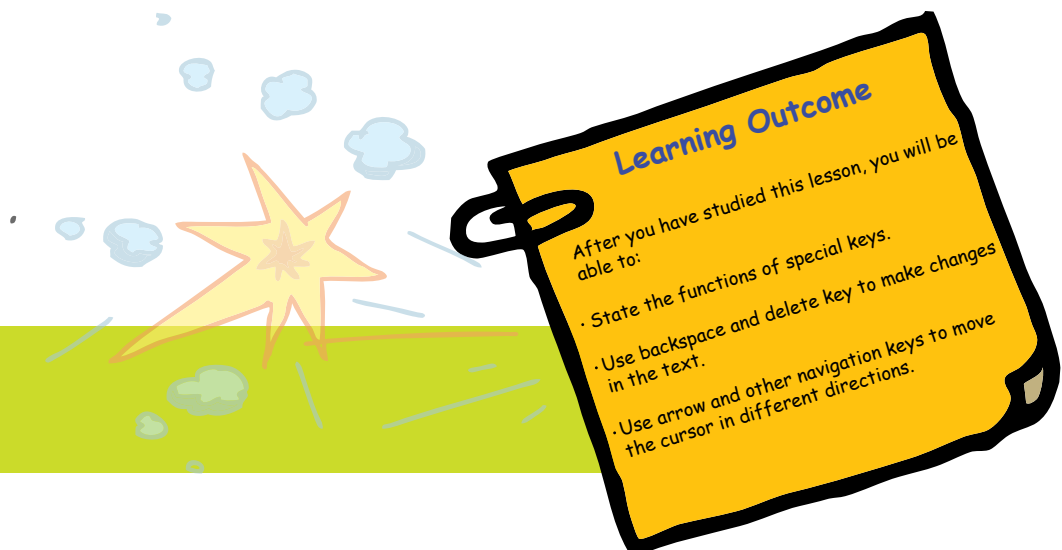 Learning Outcome
After you have studied this lesson, you will be
able to:
· State the functions of special keys.
· Use backspace and delete key to make changes
in the text.
· Use arrow and other navigation keys to move
the cursor in different directions.